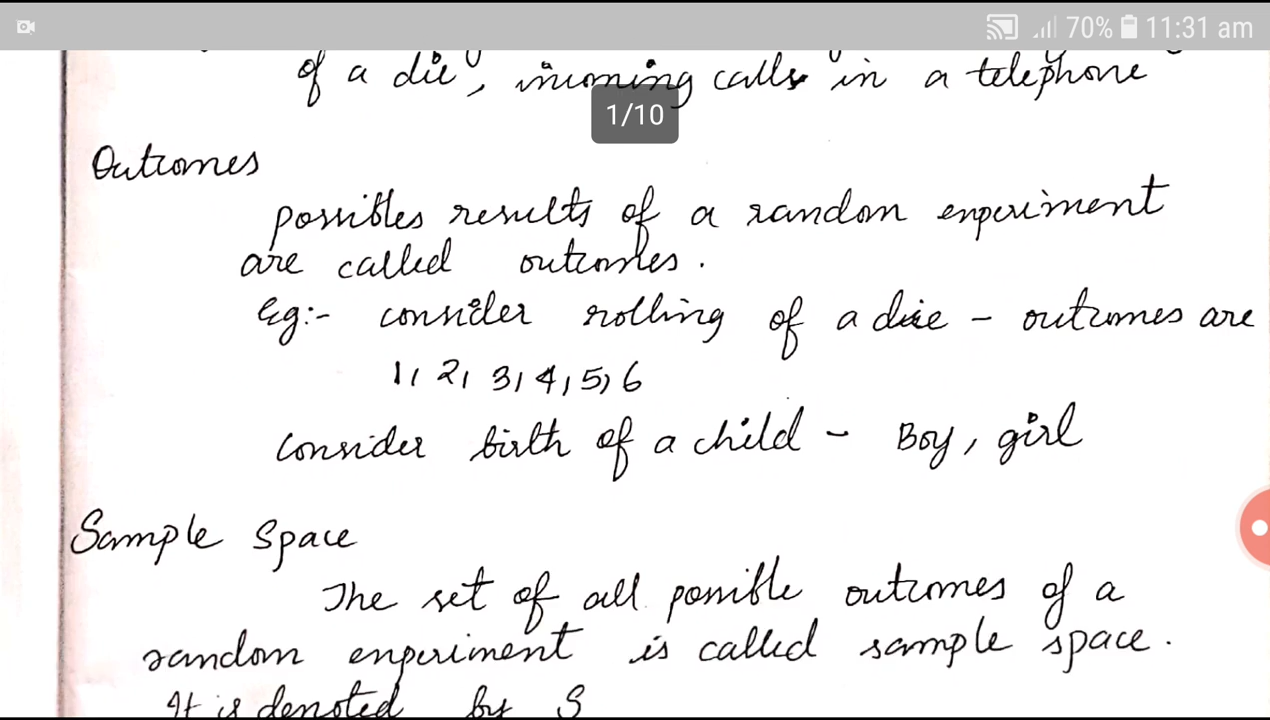 70% 11:31 am
of a die, incoming calls in a telephone
1/10
Outcomes
possibles results of a random experiment
are called outcomes.
Eg:- consider rolling of a die - outcomes are
1, 2, 3, 4, 5, 6
Consider birth of a child - Boy, girl
Sample Space
The set of all possible outcomes of a
random experiment is called sample space.
It is denoted by S